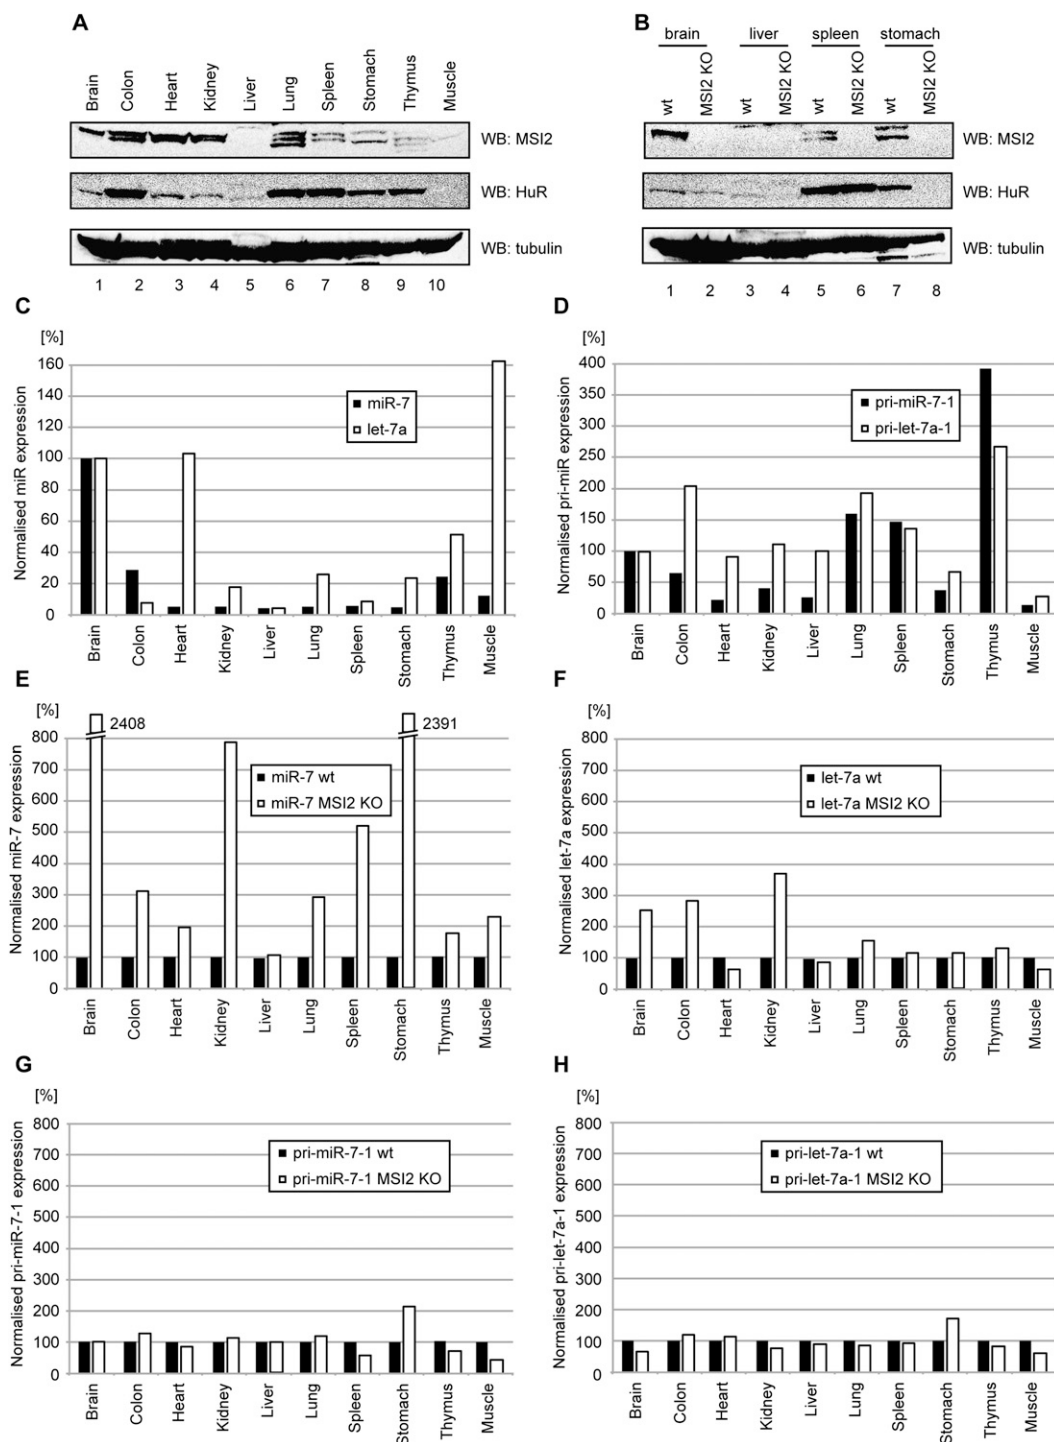 A
Brain Colon Heart Kidney Liver Lung Spleen Stomach Thymus Muscle
WB: MSI2
WB: HuR
WB: tubulin
1 2 3 4 5 6 7 8 9 10
B
brain liver spleen stomach
wt MSI2 KO wt MSI2 KO wt MSI2 KO wt MSI2 KO
WB: MSI2
WB: HuR
WB: tubulin
1 2 3 4 5 6 7 8
C
[%]
Normalised miR expression
160
140
120
100
80
60
40
20
0
miR-7
let-7a
Brain Colon Heart Kidney Liver Lung Spleen Stomach Thymus Muscle
D
[%]
Normalised pri-miR expression
400
350
300
250
200
150
100
50
0
pri-miR-7-1
pri-let-7a-1
Brain Colon Heart Kidney Liver Lung Spleen Stomach Thymus Muscle
E
[%]
Normalised miR-7 expression
800
700
600
500
400
300
200
100
0
2408
2391
miR-7 wt
miR-7 MSI2 KO
Brain Colon Heart Kidney Liver Lung Spleen Stomach Thymus Muscle
F
[%]
Normalised let-7a expression
800
700
600
500
400
300
200
100
0
let-7a wt
let-7a MSI2 KO
Brain Colon Heart Kidney Liver Lung Spleen Stomach Thymus Muscle
G
[%]
Normalised pri-miR-7-1 expression
800
700
600
500
400
300
200
100
0
pri-miR-7-1 wt
pri-miR-7-1 MSI2 KO
Brain Colon Heart Kidney Liver Lung Spleen Stomach Thymus Muscle
H
[%]
Normalised pri-let-7a-1 expression
800
700
600
500
400
300
200
100
0
pri-let-7a-1 wt
pri-let-7a-1 MSI2 KO
Brain Colon Heart Kidney Liver Lung Spleen Stomach Thymus Muscle